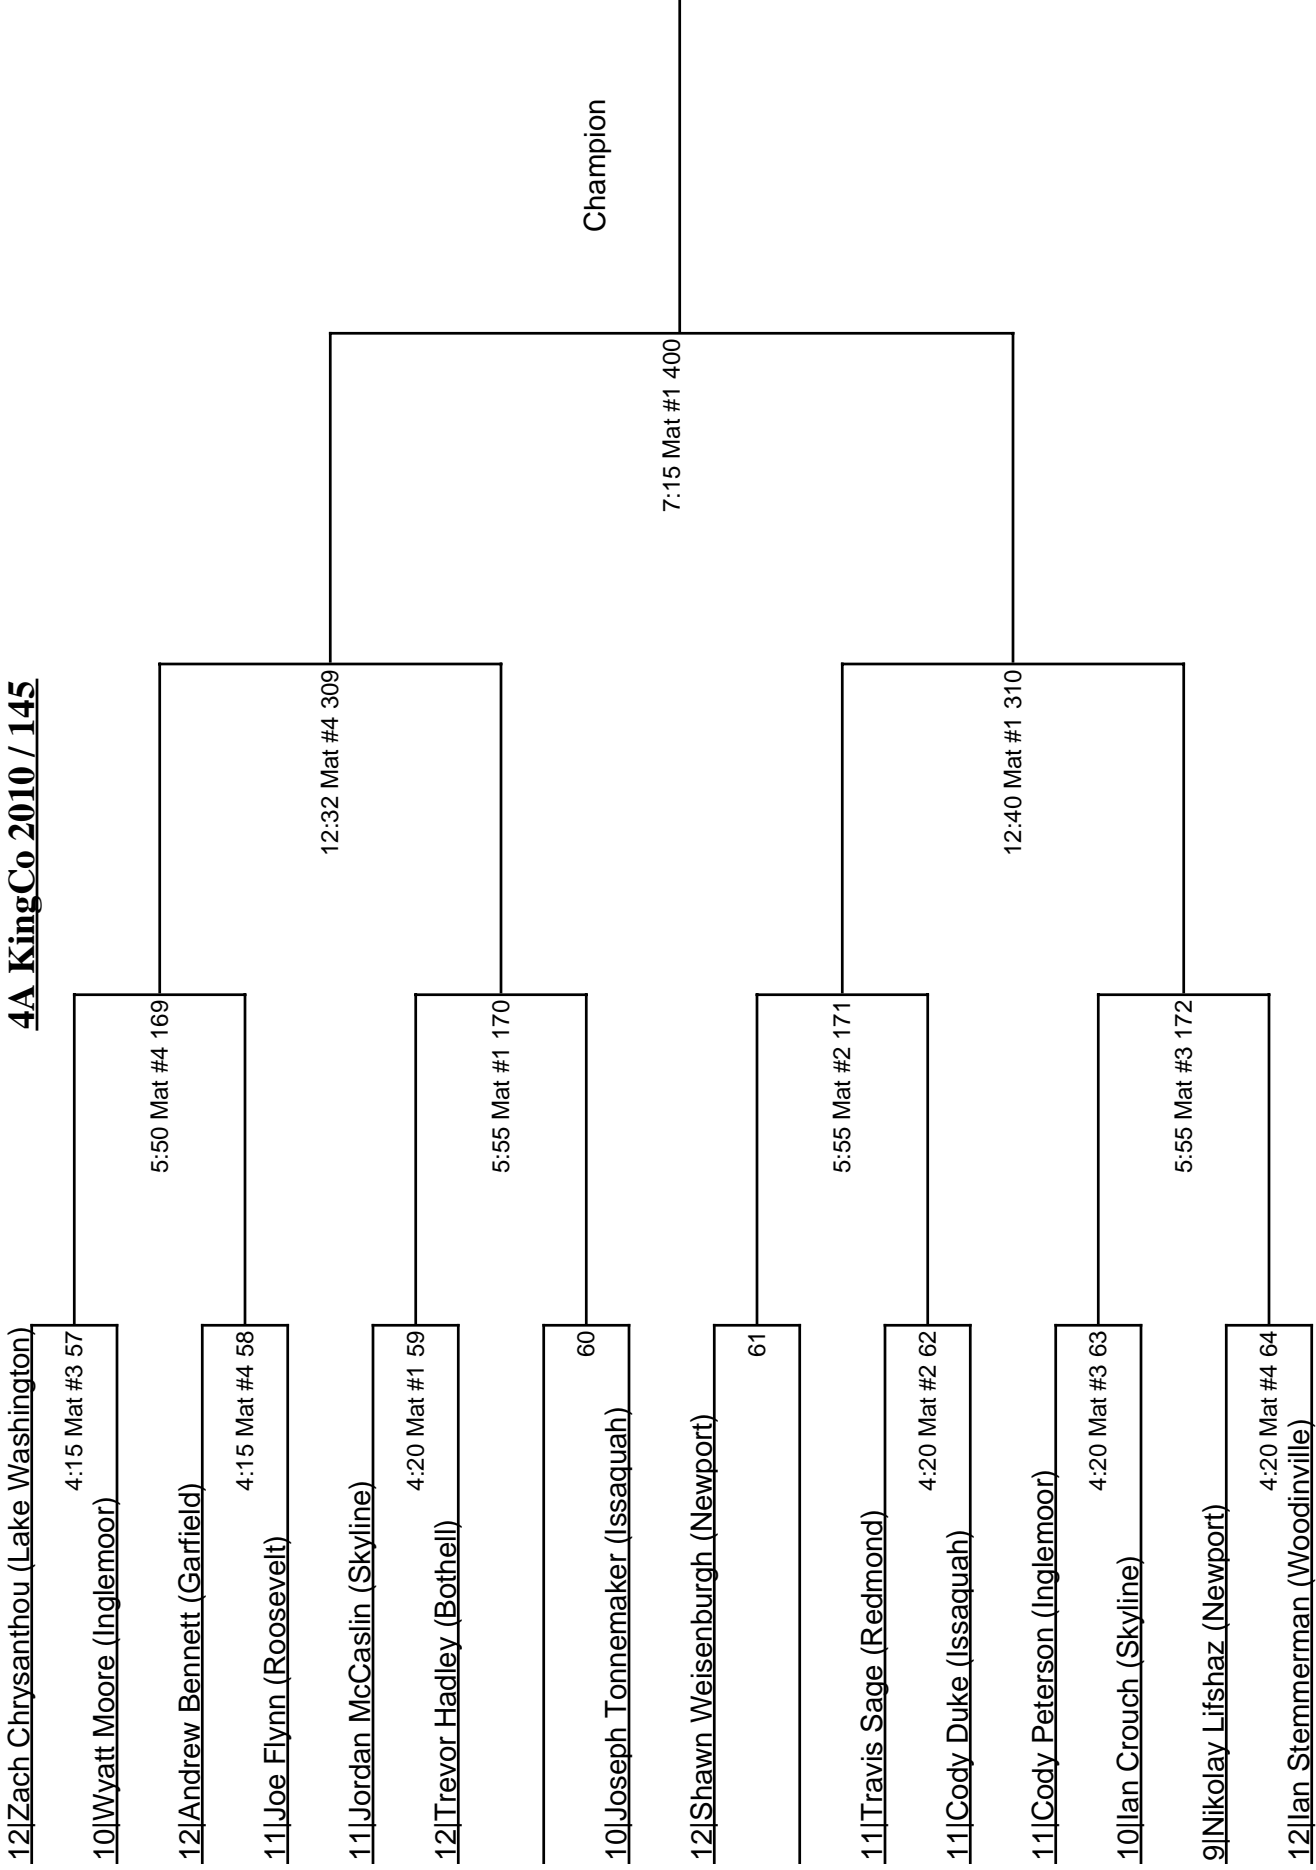 4A KingCo 2010 / 145
12|Zach Chrysanthou (Lake Washington)
4:15 Mat #3 57
10|Wyatt Moore (Inglemoor)
5:50 Mat #4 169
12|Andrew Bennett (Garfield)
4:15 Mat #4 58
11|Joe Flynn (Roosevelt)
12:32 Mat #4 309
11|Jordan McCaslin (Skyline)
4:20 Mat #1 59
12|Trevor Hadley (Bothell)
5:55 Mat #1 170
60
10|Joseph Tonnemaker (Issaquah)
Champion
7:15 Mat #1 400
12|Shawn Weisenburgh (Newport)
61
5:55 Mat #2 171
11|Travis Sage (Redmond)
4:20 Mat #2 62
11|Cody Duke (Issaquah)
12:40 Mat #1 310
11|Cody Peterson (Inglemoor)
4:20 Mat #3 63
10|Ian Crouch (Skyline)
5:55 Mat #3 172
9|Nikolay Lifshaz (Newport)
4:20 Mat #4 64
12|Ian Stemmerman (Woodinville)